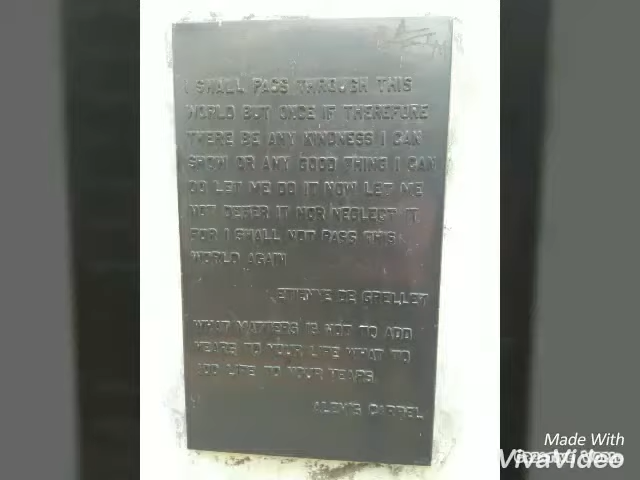 I SHALL PASS THROUGH THIS
WORLD BUT ONCE IF THEREFORE
THERE BE ANY KINDNESS I CAN
SHOW OR ANY GOOD THING I CAN
DO LET ME DO IT NOW LET ME
NOT DEFER IT NOR NEGLECT IT
FOR I SHALL NOT PASS THIS
WORLD AGAIN
ETIENNE DE GRELLET
WHAT MATTERS IS NOT TO ADD
YEARS TO YOUR LIFE WHAT TO
ADD LIFE TO YOUR YEARS.
ALEXIS CARREL
Made With
VivaVideo